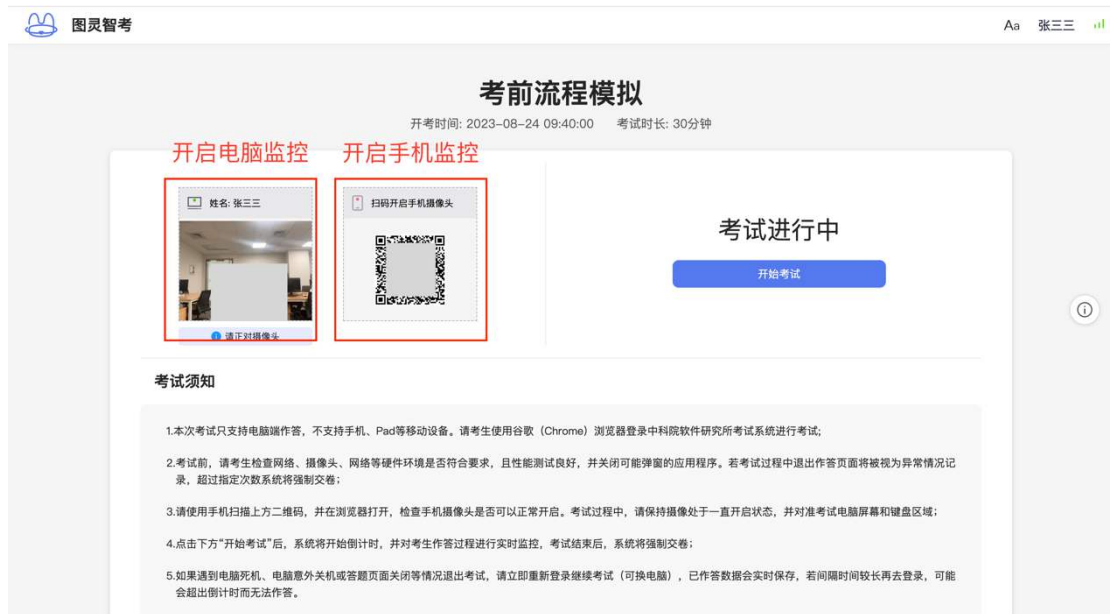 图灵智考
Aa 张三三
考前流程模拟
开考时间: 2023-08-24 09:40:00 考试时长: 30分钟
开启电脑监控 开启手机监控
姓名: 张三三
扫码开启手机摄像头
请正对摄像头
考试进行中
开始考试
考试须知
1.本次考试只支持电脑端作答，不支持手机、Pad等移动设备。请考生使用谷歌（Chrome）浏览器登录中科院软件研究所考试系统进行考试;
2.考试前，请考生检查网络、摄像头、网络等硬件环境是否符合要求，且性能测试良好，并关闭可能弹窗的应用程序。若考试过程中退出作答页面将被视为异常情况记
录，超过指定次数系统将强制交卷；
3.请使用手机扫描上方二维码，并在浏览器打开，检查手机摄像头是否可以正常开启。考试过程中，请保持摄像处于一直开启状态，并对准考试电脑屏幕和键盘区域；
4.点击下方“开始考试”后，系统将开始倒计时，并对考生作答过程进行实时监控，考试结束后，系统将强制交卷；
5.如果遇到电脑死机、电脑意外关机或答题页面关闭等情况退出考试，请立即重新登录继续考试（可换电脑），已作答数据会实时保存，若间隔时间较长再去登录，可能
会超出倒计时而无法作答。